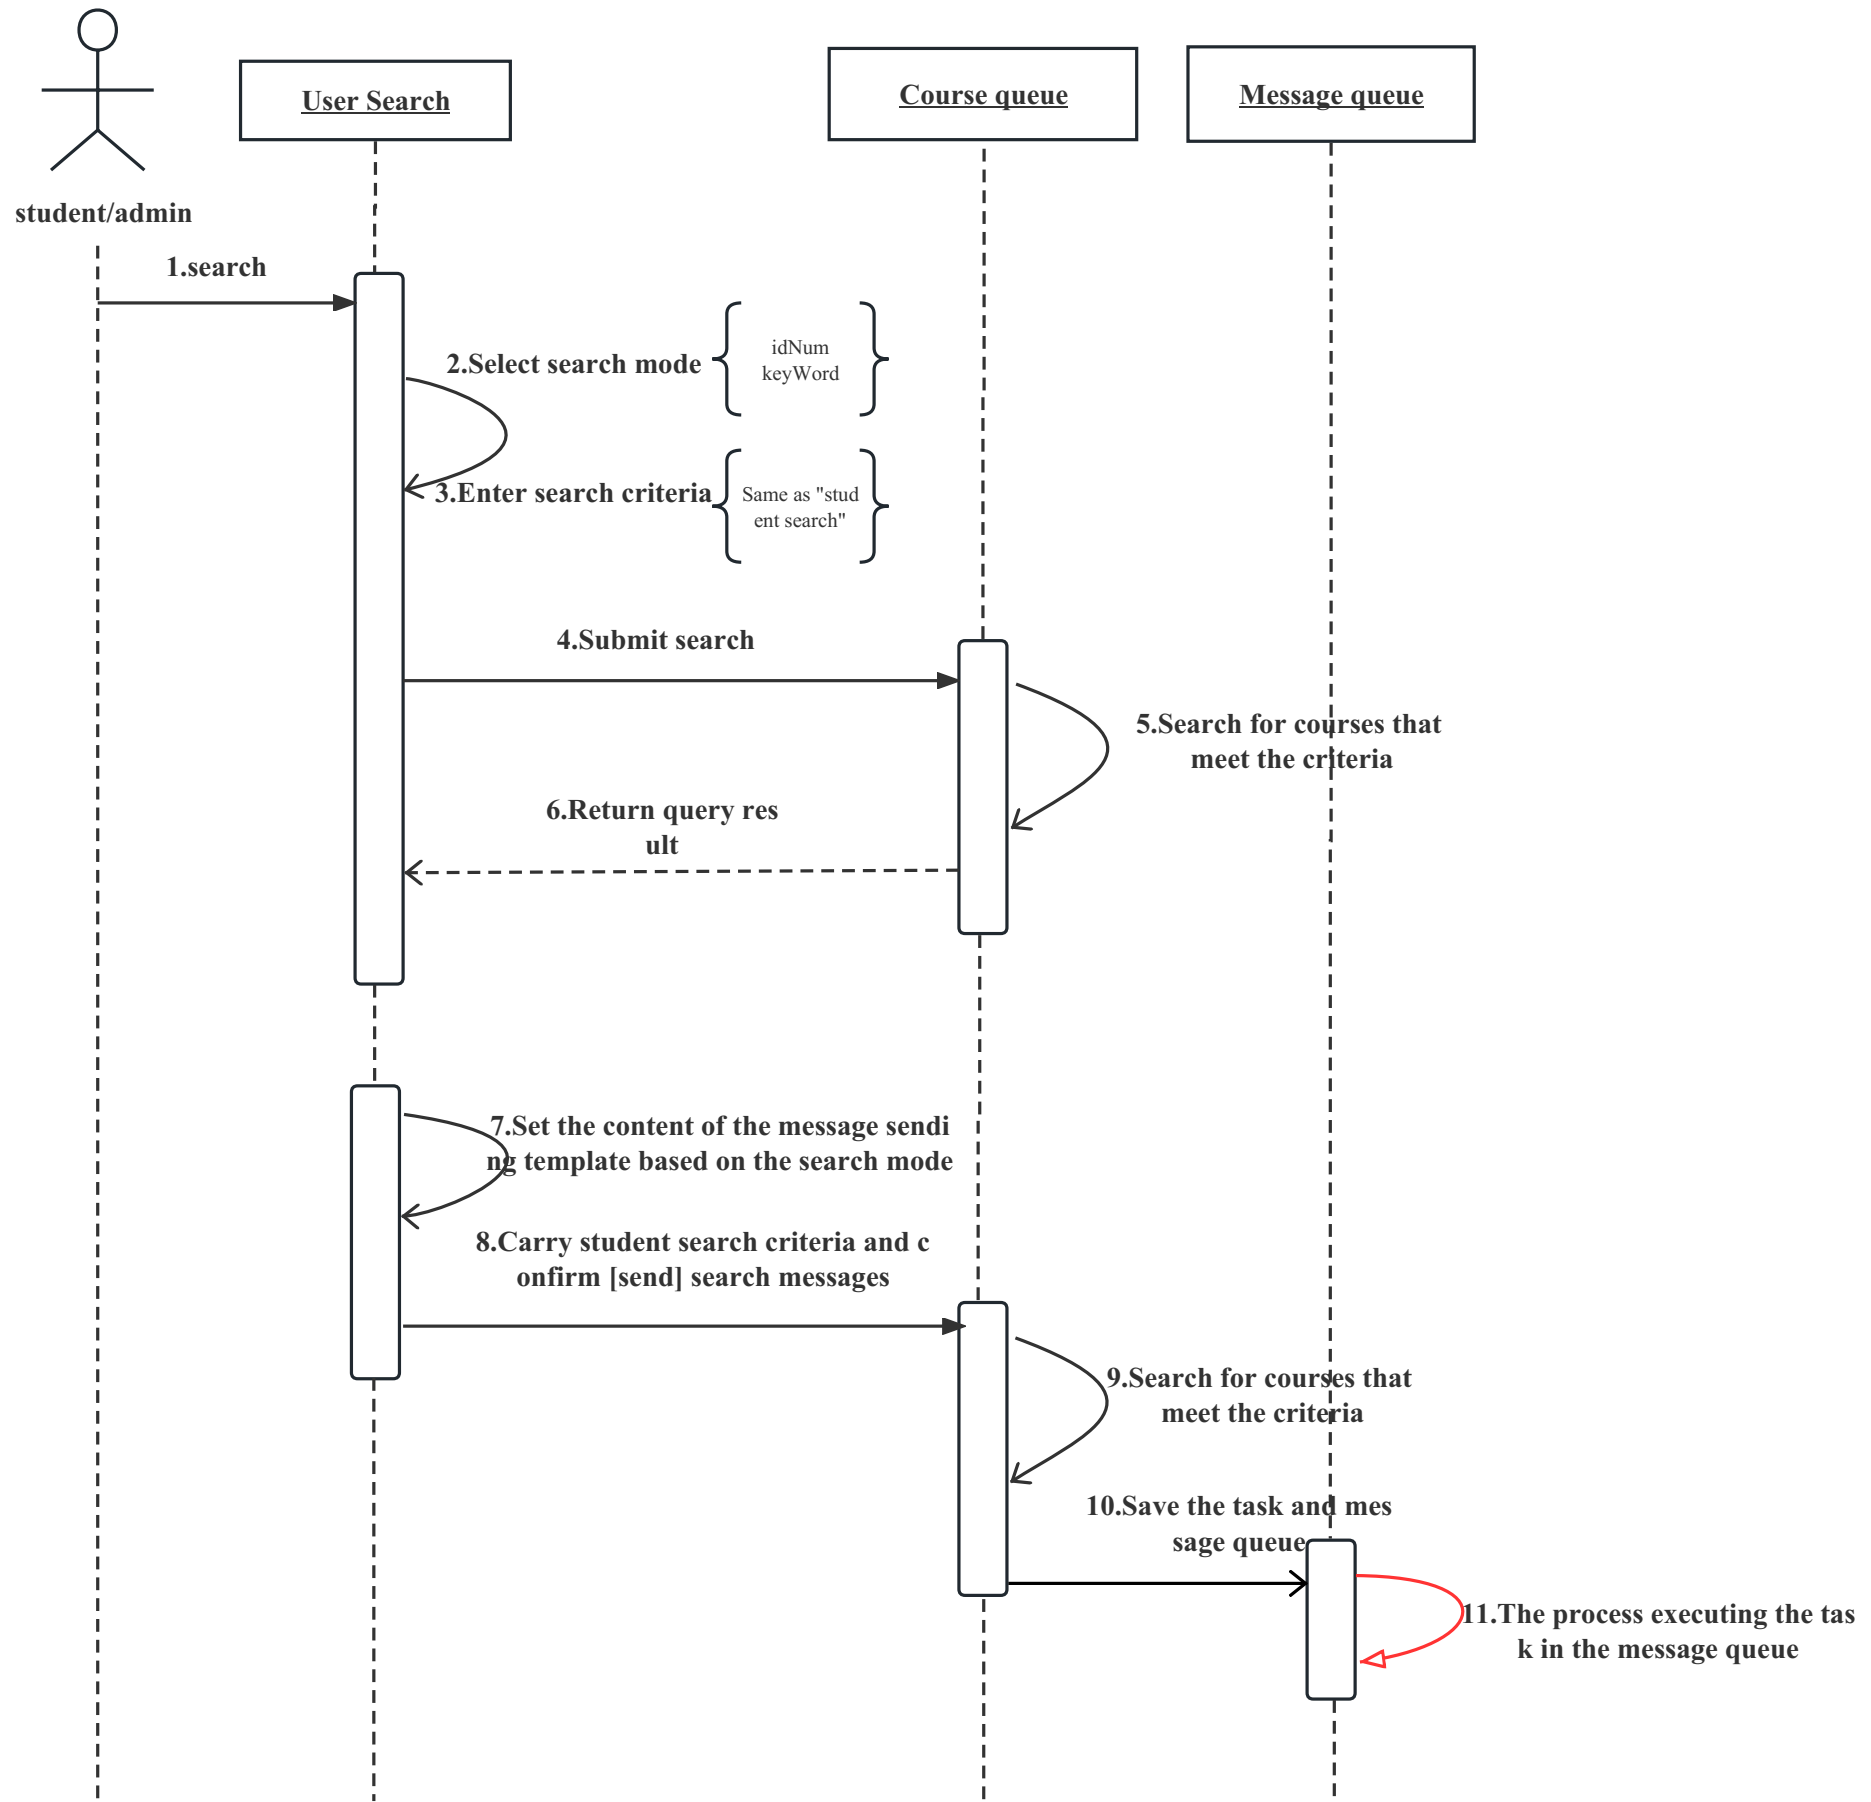 User Search
Course queue
Message queue
student/admin
1.search
2.Select search mode
idNum
keyWord
3.Enter search criteria
Same as "stud
ent search"
4.Submit search
5.Search for courses that
meet the criteria
6.Return query res
ult
7.Set the content of the message sendi
ng template based on the search mode
8.Carry student search criteria and c
onfirm [send] search messages
9.Search for courses that
meet the criteria
10.Save the task and mes
sage queue
11.The process executing the tas
k in the message queue